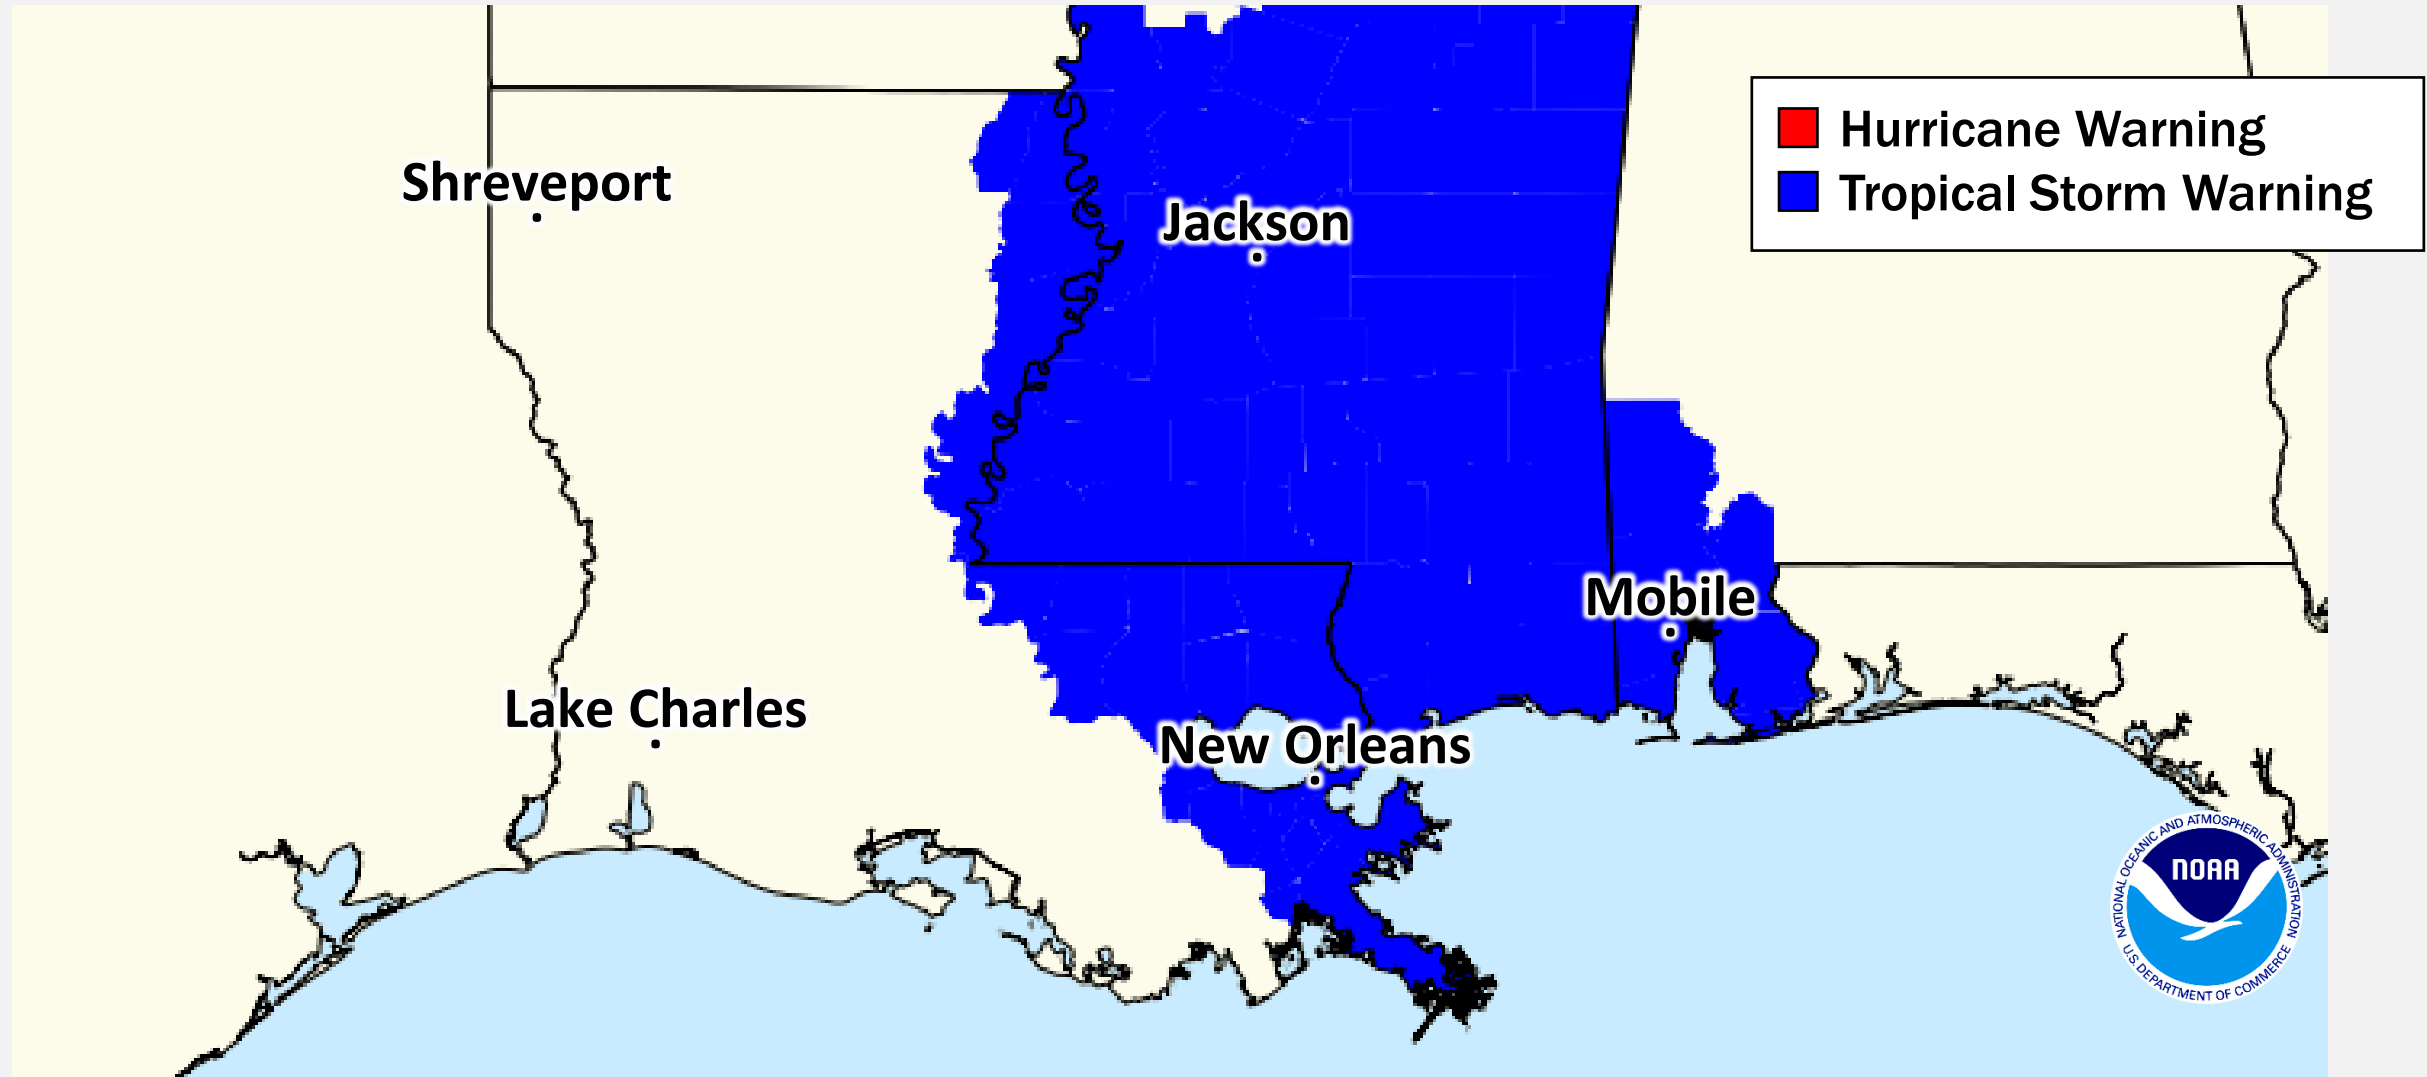 Hurricane Warning
Tropical Storm Warning
Shreveport
Jackson
Mobile
Lake Charles
New Orleans
NATIONAL OCEANIC AND ATMOSPHERIC ADMINISTRATION
NOAA
U.S. DEPARTMENT OF COMMERCE